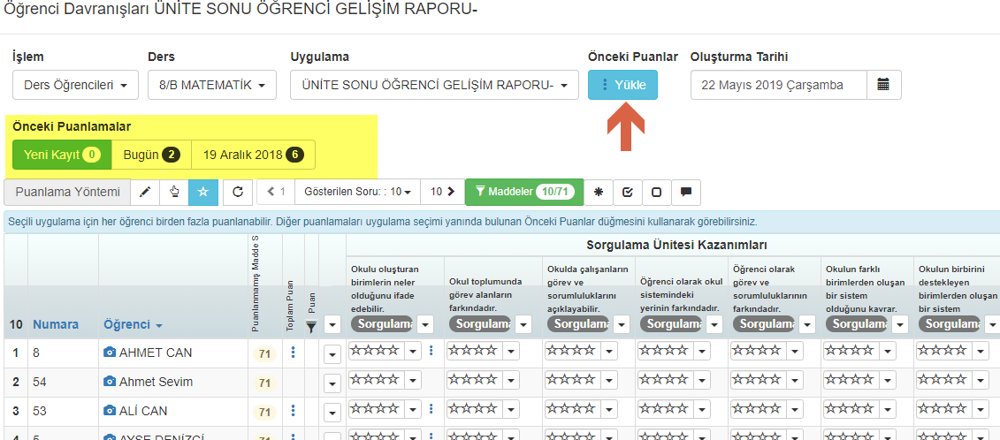 Öğrenci Davranışları ÜNİTE SONU ÖĞRENCİ GELİŞİM RAPORU-
İşlem Ders Uygulama Önceki Puanlar Oluşturma Tarihi
Ders Öğrencileri 8/B MATEMATİK ÜNİTE SONU ÖĞRENCİ GELİŞİM RAPORU- Yükle 22 Mayıs 2019 Çarşamba
Önceki Puanlamalar
Yeni Kayıt 0 Bugün 2 19 Aralık 2018 6
Puanlama Yöntemi 1 Gösterilen Soru: : 10 10 Maddeler 10/71
Seçili uygulama için her öğrenci birden fazla puanlanabilir. Diğer puanlamaları uygulama seçimi yanında bulunan Önceki Puanlar düğmesini kullanarak görebilirsiniz.
Sorgulama Ünitesi Kazanımları
10 Numara Öğrenci
Puanlanmamış Madde S
Toplam Puan
Puan
Okulu oluşturan
birimlerin neler
olduğunu ifade
edebilir.
Sorgulama
Okul toplumunda
görev alanların
farkındadır.
Sorgulama
Okulda çalışanların
görev ve
sorumluluklarını
açıklayabilir.
Sorgulama
Öğrenci olarak okul
sistemindeki
yerinin farkındadır.
Sorgulama
Öğrenci olarak
görev ve
sorumluluklarının
farkındadır.
Sorgulama
Okulun farklı
birimlerden oluşan
bir sistem
olduğunu kavrar.
Sorgulama
Okulun birbirini
destekleyen
birimlerden oluşan
bir sistem
Sorgulama
1 8 AHMET CAN 71
2 54 Ahmet Sevim 71
3 53 ALİ CAN 71
4 5 AYŞE DENİZCİ 71